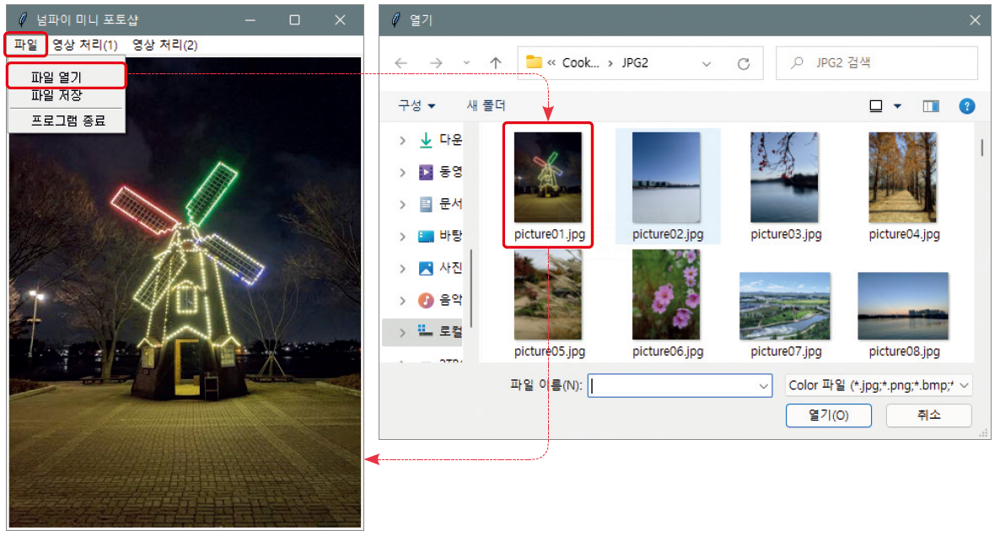 넘파이 미니 포토샵
파일 영상 처리(1) 영상 처리(2)
파일 열기
파일 저장
프로그램 종료
열기
« Cook... › JPG2
JPG2 검색
구성 새 폴더
다운
동영
문서
바탕
사진
음악
로컬
picture01.jpg picture02.jpg picture03.jpg picture04.jpg
picture05.jpg picture06.jpg picture07.jpg picture08.jpg
파일 이름(N): Color 파일 (*.jpg;*.png;*.bmp;*
열기(O) 취소